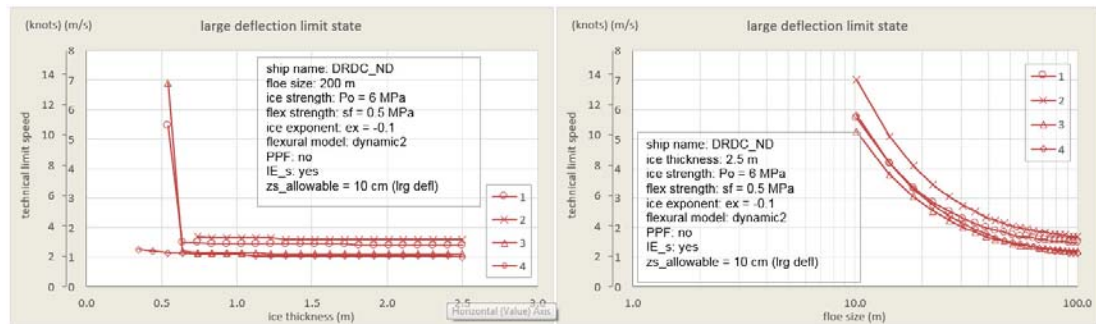 (knots) (m/s) large deflection limit state
8
14 7
12 6
10 5
8 4
6 3
4 2
2 1
0 0
technical limit speed
ship name: DRDC_ND
floe size: 200 m
ice strength: Po = 6 MPa
flex strength: sf = 0.5 MPa
ice exponent: ex = -0.1
flexural model: dynamic2
PPF: no
IE_s: yes
zs_allowable = 10 cm (lrg defl)
1
2
3
4
0.0 0.5 1.0 1.5 2.0 2.5 3.0
ice thickness (m)
Horizontal (Value) Axis
(knots) (m/s) large deflection limit state
8
14 7
12 6
10 5
8 4
6 3
4 2
2 1
0 0
technical limit speed
ship name: DRDC_ND
ice thickness: 2.5 m
ice strength: Po = 6 MPa
flex strength: sf = 0.5 MPa
ice exponent: ex = -0.1
flexural model: dynamic2
PPF: no
IE_s: yes
zs_allowable = 10 cm (lrg defl)
1
2
3
4
1.0 10.0 100.0
floe size (m)